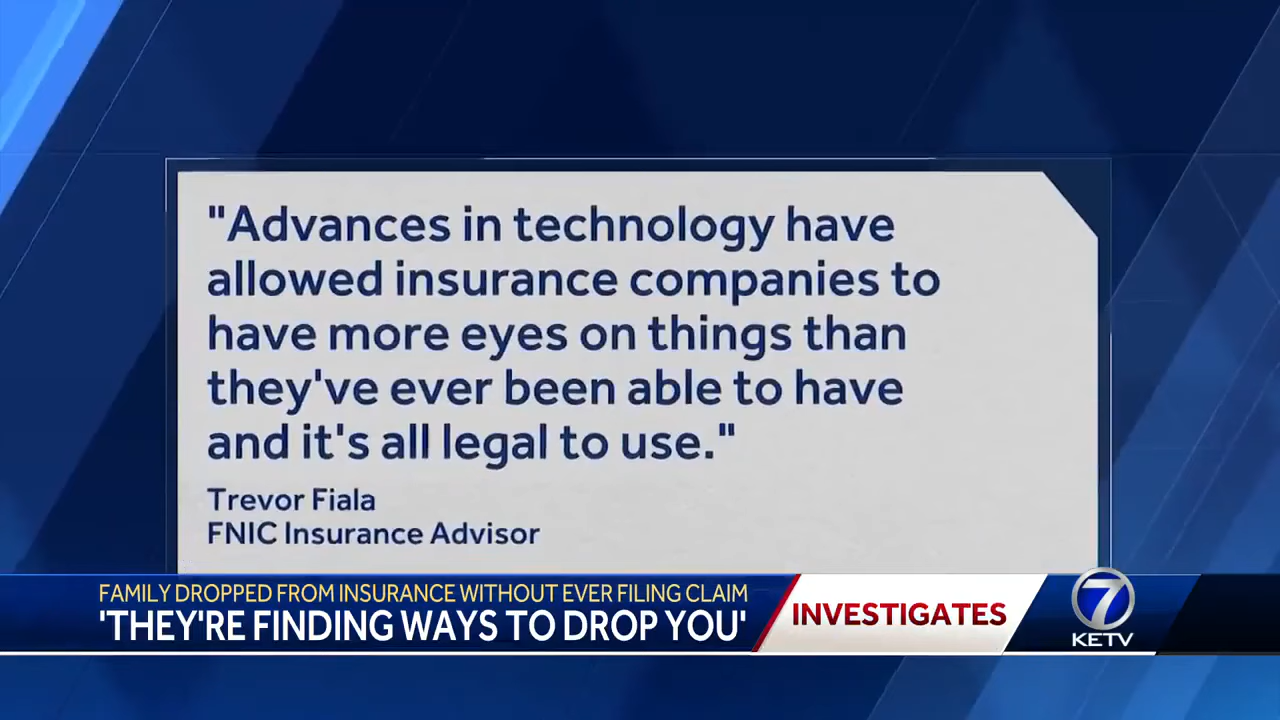 "Advances in technology have
allowed insurance companies to
have more eyes on things than
they've ever been able to have
and it's all legal to use."
Trevor Fiala
FNIC Insurance Advisor
FAMILY DROPPED FROM INSURANCE WITHOUT EVER FILING CLAIM
'THEY'RE FINDING WAYS TO DROP YOU'
INVESTIGATES
7
KETV